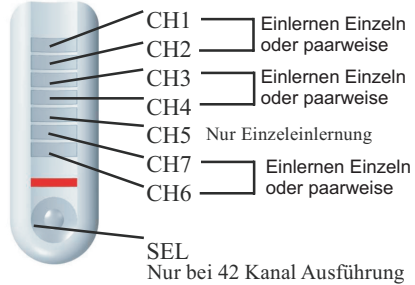 CH1
CH2
Einlernen Einzeln
oder paarweise
CH3
CH4
Einlernen Einzeln
oder paarweise
CH5 Nur Einzeleinlernung
CH7
CH6
Einlernen Einzeln
oder paarweise
SEL
Nur bei 42 Kanal Ausführung